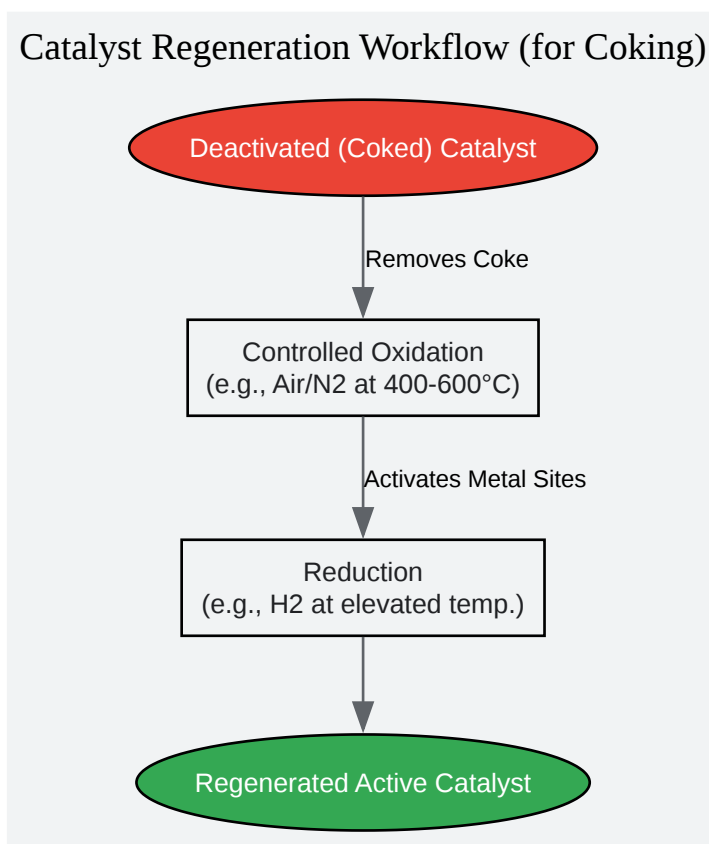 Catalyst Regeneration Workflow (for Coking)
Deactivated (Coked) Catalyst
Removes Coke
Controlled Oxidation
(e.g., Air/N2 at 400-600°C)
Activates Metal Sites
Reduction
(e.g., H2 at elevated temp.)
Regenerated Active Catalyst